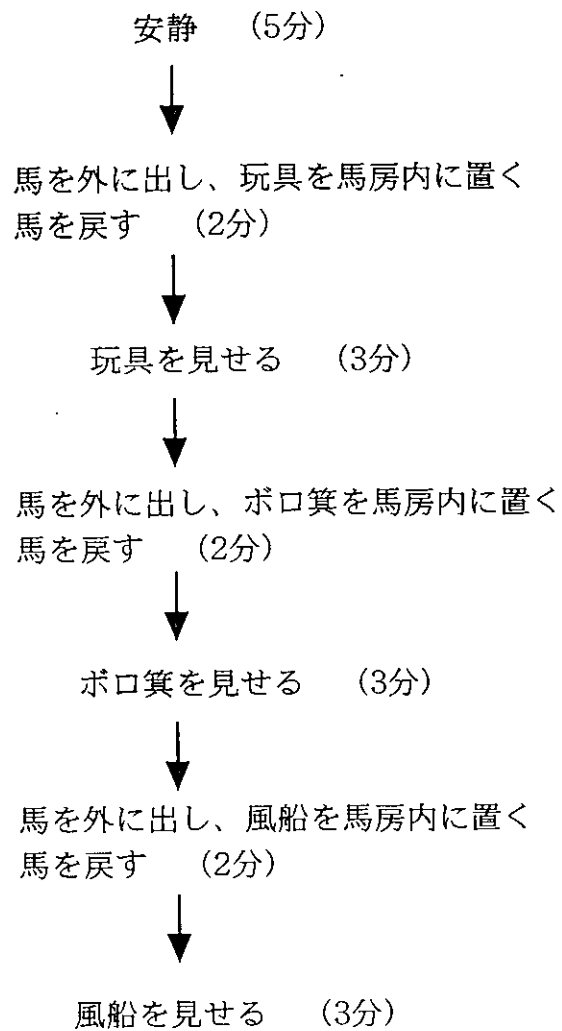 安静 (5分)
馬を外に出し、玩具を馬房内に置く
馬を戻す (2分)
玩具を見せる (3分)
馬を外に出し、ボロ箕を馬房内に置く
馬を戻す (2分)
ボロ箕を見せる (3分)
馬を外に出し、風船を馬房内に置く
馬を戻す (2分)
風船を見せる (3分)